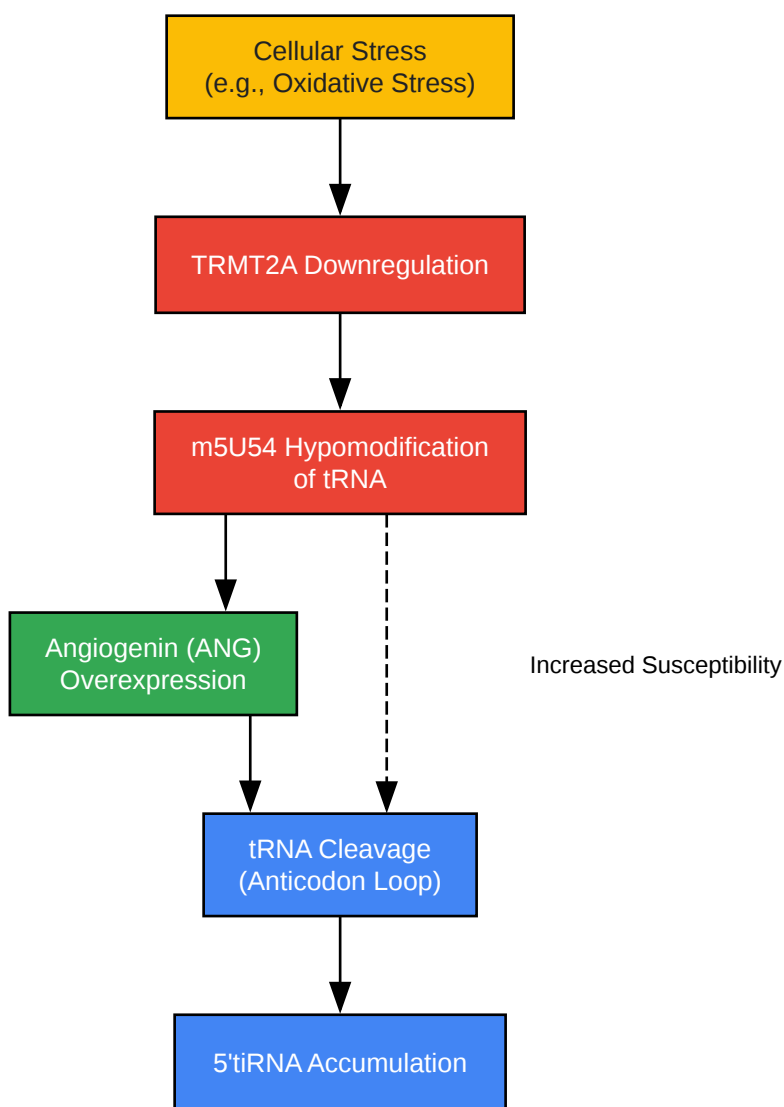 Cellular Stress
(e.g., Oxidative Stress)
TRMT2A Downregulation
m5U54 Hypomodification
of tRNA
Angiogenin (ANG)
Overexpression
Increased Susceptibility
tRNA Cleavage
(Anticodon Loop)
5'tiRNA Accumulation